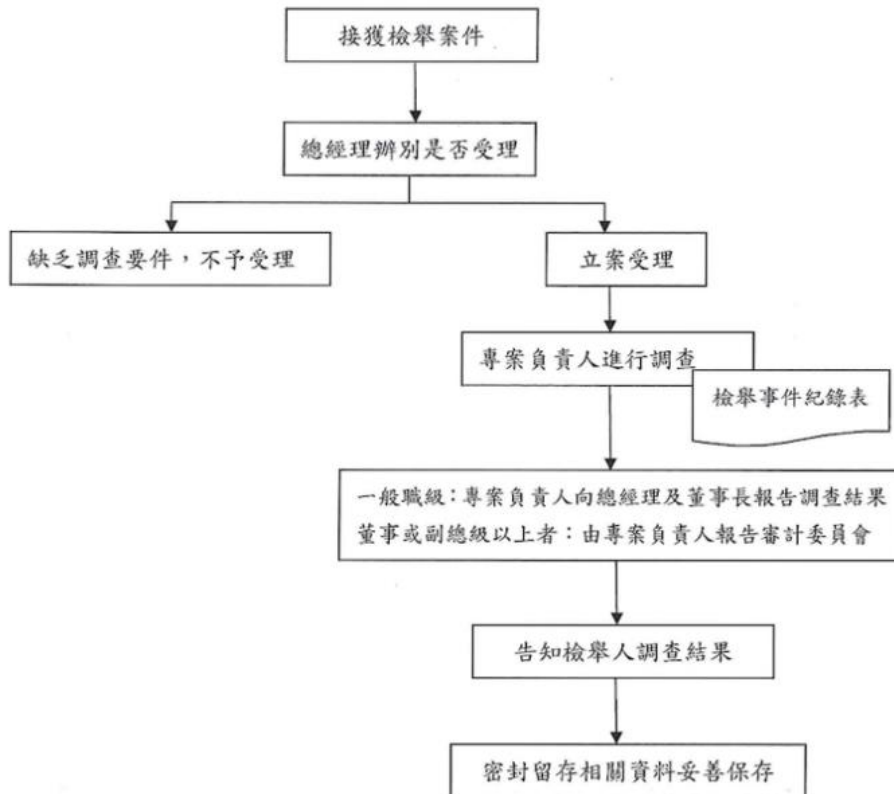 接獲檢舉案件
總經理辦別是否受理
缺乏調查要件，不予受理
立案受理
專案負責人進行調查
檢舉事件紀錄表
一般職級：專案負責人向總經理及董事長報告調查結果
董事或副總級以上者：由專案負責人報告審計委員會
告知檢舉人調查結果
密封留存相關資料妥善保存